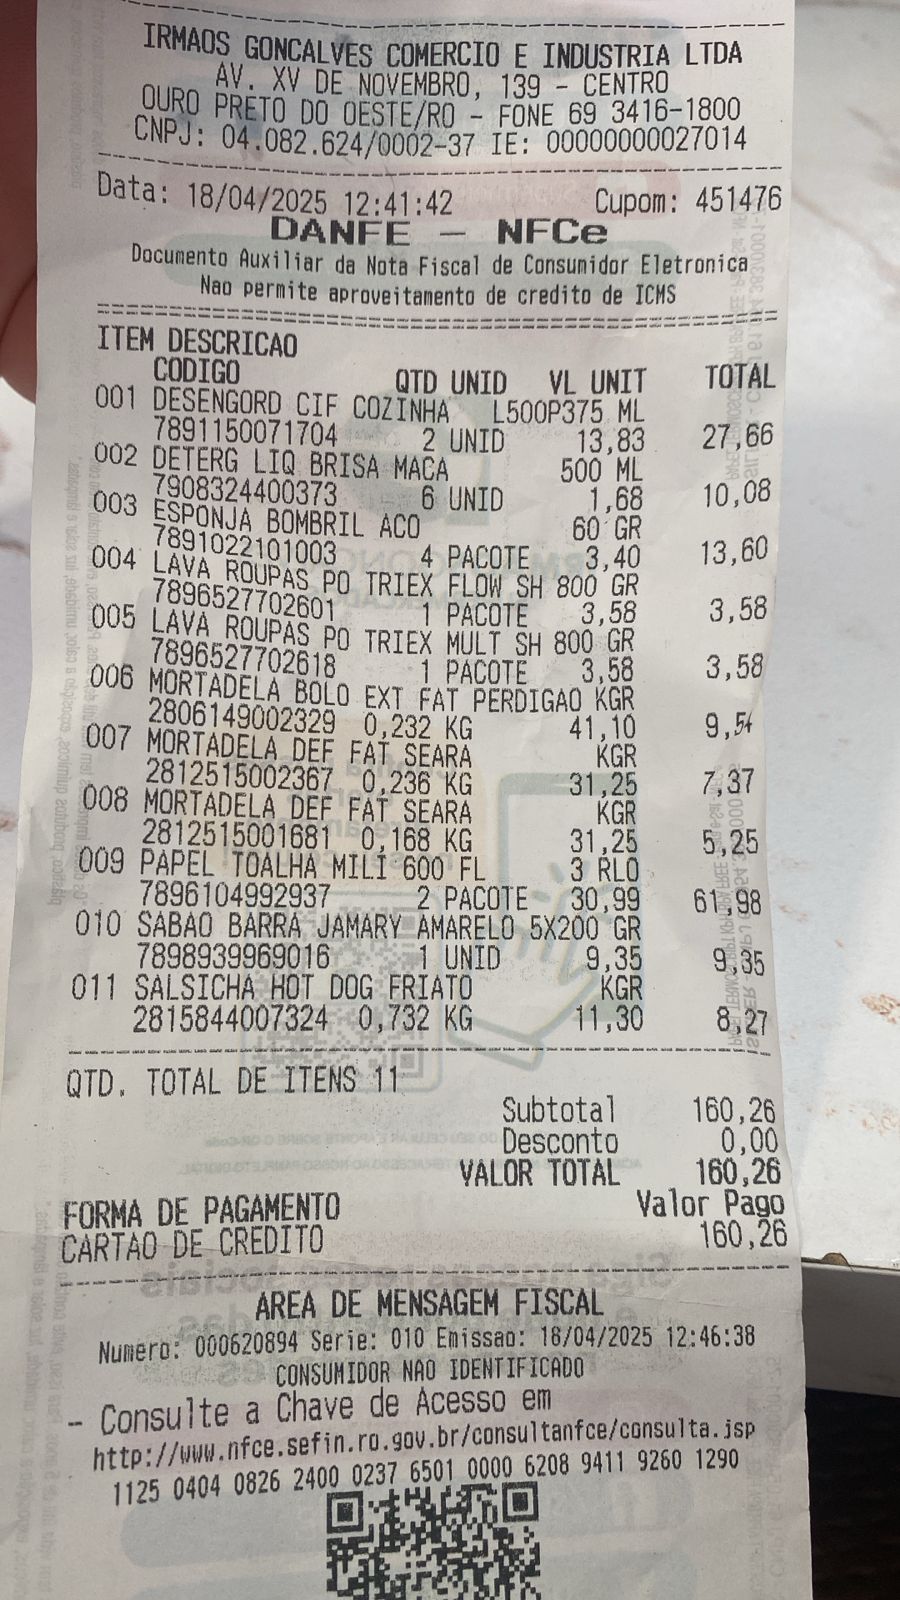 IRMAOS GONCALVES COMERCIO E INDUSTRIA LTDA
AV. XV DE NOVEMBRO, 139 - CENTRO
OURO PRETO DO OESTE/RO - FONE 69 3416-1800
CNPJ: 04.082.624/0002-37 IE: 00000000027014
Data: 18/04/2025 12:41:42 Cupom: 451476
DANFE - NFCe
Documento Auxiliar da Nota Fiscal de Consumidor Eletronica
Nao permite aproveitamento de credito de ICMS
ITEM DESCRICAO
CODIGO QTD UNID VL UNIT TOTAL
001 DESENGORD CIF COZINHA L500P375 ML
7891150071704 2 UNID 13,83 27,66
002 DETERG LIQ BRISA MACA 500 ML
7908324400373 6 UNID 1,68 10,08
003 ESPONJA BOMBRIL ACO 60 GR
7891022101003 4 PACOTE 3,40 13,60
004 LAVA ROUPAS PO TRIEX FLOW SH 800 GR
7896527702601 1 PACOTE 3,58 3,58
005 LAVA ROUPAS PO TRIEX MULT SH 800 GR
7896527702618 1 PACOTE 3,58 3,58
006 MORTADELA BOLO EXT FAT PERDIGAO KGR
2806149002329 0,232 KG 41,10 9,54
007 MORTADELA DEF FAT SEARA KGR
2812515002367 0,236 KG 31,25 7,37
008 MORTADELA DEF FAT SEARA KGR
2812515001681 0,168 KG 31,25 5,25
009 PAPEL TOALHA MILI 600 FL 3 RLO
7896104992937 2 PACOTE 30,99 61,98
010 SABAO BARRA JAMARY AMARELO 5X200 GR
7898939969016 1 UNID 9,35 9,35
011 SALSICHA HOT DOG FRIATO KGR
2815844007324 0,732 KG 11,30 8,27
QTD. TOTAL DE ITENS 11
Subtotal 160,26
Desconto 0,00
VALOR TOTAL 160,26
FORMA DE PAGAMENTO Valor Pago
CARTAO DE CREDITO 160,26
AREA DE MENSAGEM FISCAL
Numero: 000620894 Serie: 010 Emissao: 18/04/2025 12:46:38
CONSUMIDOR NAO IDENTIFICADO
- Consulte a Chave de Acesso em
http://www.nfce.sefin.ro.gov.br/consultanfce/consulta.jsp
1125 0404 0826 2400 0237 6501 0000 6208 9411 9260 1290